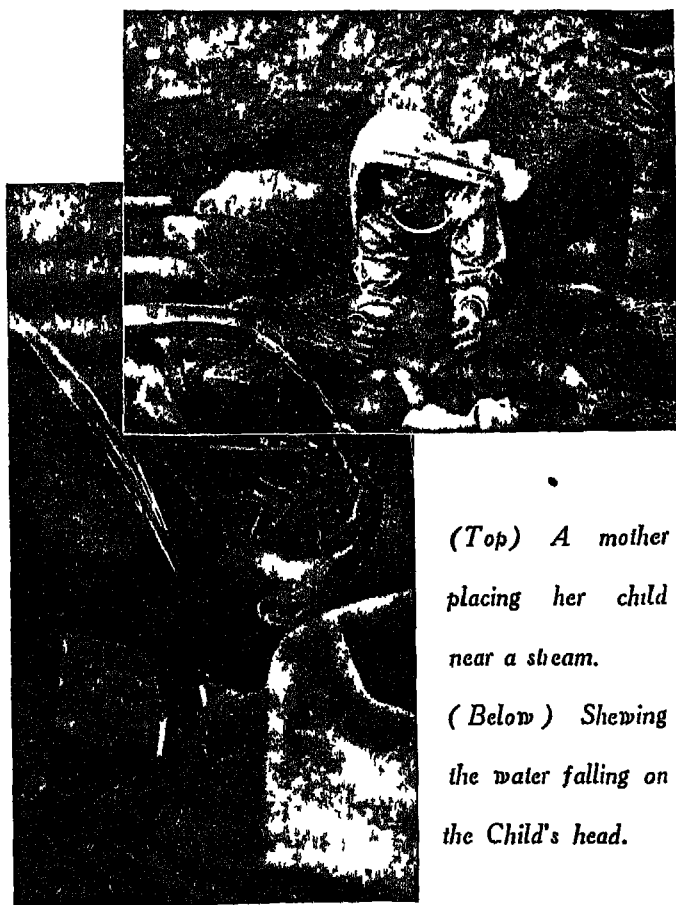 (Top) A mother
placing her child
near a stream.
(Below) Shewing
the water falling on
the Child's head.